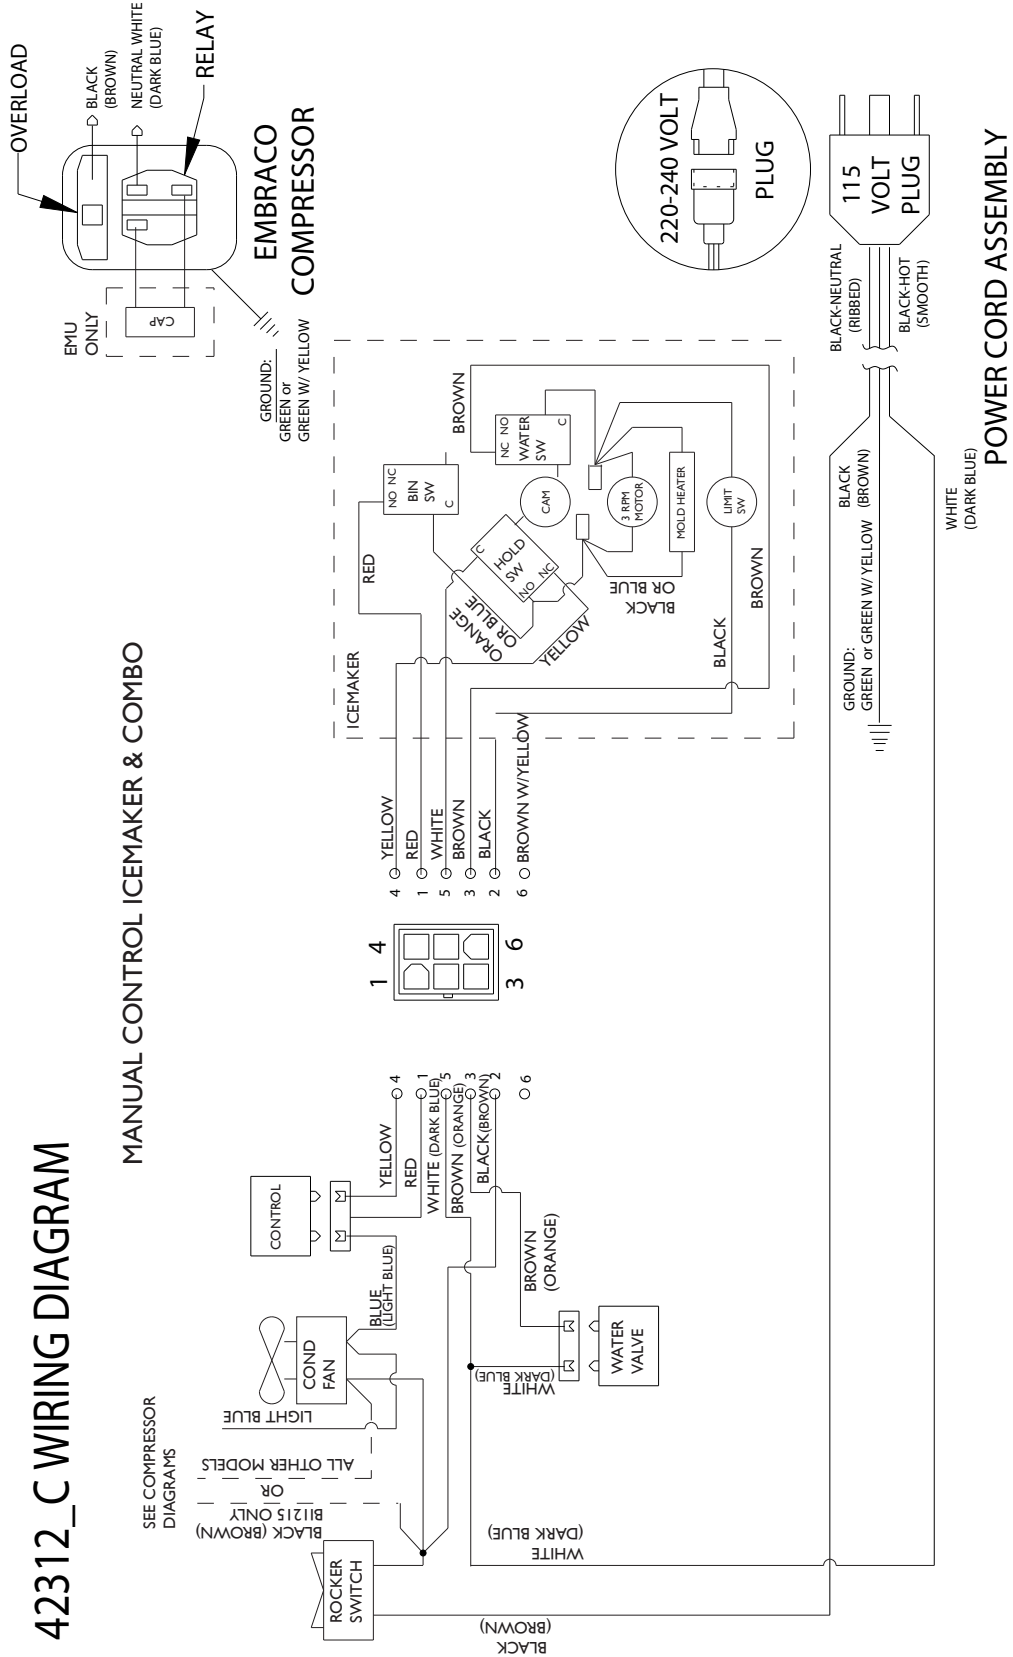 42312_C WIRING DIAGRAM
MANUAL CONTROL ICEMAKER & COMBO
OVERLOAD
BLACK
(BROWN)
NEUTRAL WHITE
(DARK BLUE)
RELAY
EMBRACO
COMPRESSOR
EMU
ONLY
CAP
GROUND:
GREEN or
GREEN W/ YELLOW
220-240 VOLT
PLUG
115
VOLT
PLUG
BLACK-NEUTRAL
(RIBBED)
BLACK-HOT
(SMOOTH)
POWER CORD ASSEMBLY
BLACK
(BROWN)
GROUND:
GREEN or GREEN W/ YELLOW
WHITE
(DARK BLUE)
ICEMAKER
RED
NO NC
BIN
SW
C
BROWN
NC NO
WATER
SW
C
CAM
C
HOLD
SW
NO NC
3 RPM
MOTOR
MOLD HEATER
LIMIT
SW
ORANGE
OR BLUE
YELLOW
BLACK
OR BLUE
BLACK
BROWN
YELLOW
RED
WHITE
BROWN
BLACK
BROWN W/YELLOW
4
1
5
3
2
6
1 4
3 6
4
1
5
3
2
6
YELLOW
RED
WHITE (DARK BLUE)
BROWN (ORANGE)
BLACK(BROWN)
CONTROL
BLUE
(LIGHT BLUE)
BROWN
(ORANGE)
COND
FAN
LIGHT BLUE
WATER
VALVE
WHITE
(DARK BLUE)
SEE COMPRESSOR
DIAGRAMS
ALL OTHER MODELS
OR
BI1215 ONLY
BLACK (BROWN)
ROCKER
SWITCH
WHITE
(DARK BLUE)
BLACK
(BROWN)